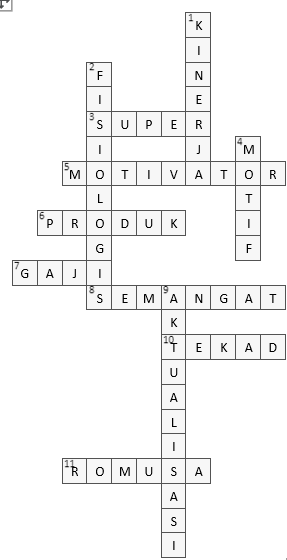 1 KINERJA
2 FISIOLOGIS
3 SUPER
4 MOTIF
5 MOTIVATOR
6 PRODUK
7 GAJI
8 SEMANGAT
9 AKTUALISASI
10 TEKAD
11 ROMUSA